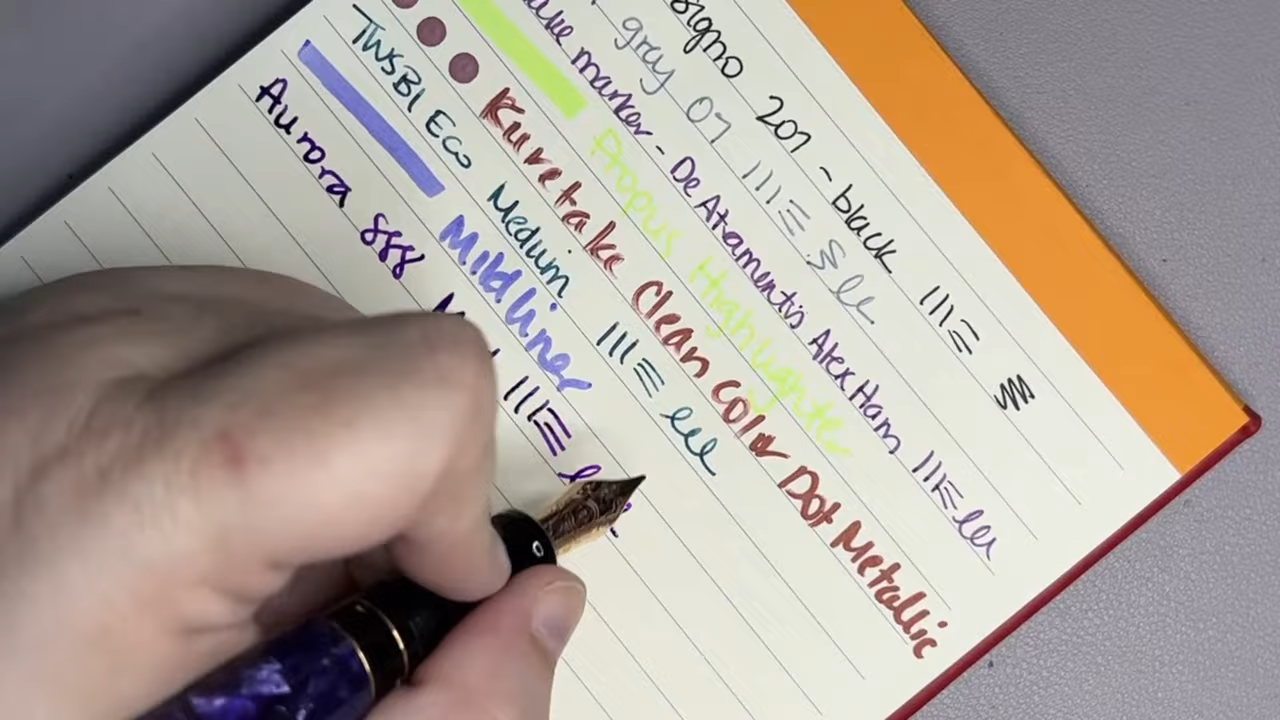 signo 207 - black
gray 07
marker - De Atramentis Alex Ham
Propus Highlighter
Kuretake Clean Color Dot Metallic
TWSBI Eco Medium
Mildliner
Aurora 888